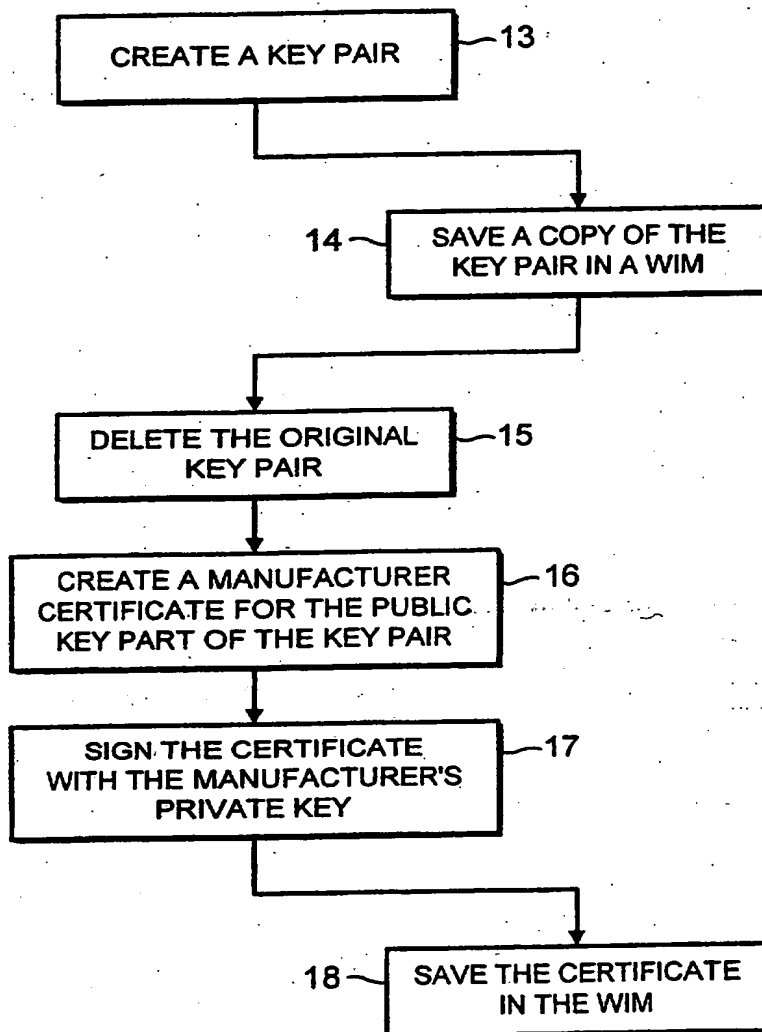 CREATE A KEY PAIR
13
14
SAVE A COPY OF THE
KEY PAIR IN A WIM
DELETE THE ORIGINAL
KEY PAIR
15
CREATE A MANUFACTURER
CERTIFICATE FOR THE PUBLIC
KEY PART OF THE KEY PAIR
16
SIGN THE CERTIFICATE
WITH THE MANUFACTURER'S
PRIVATE KEY
17
18
SAVE THE CERTIFICATE
IN THE WIM